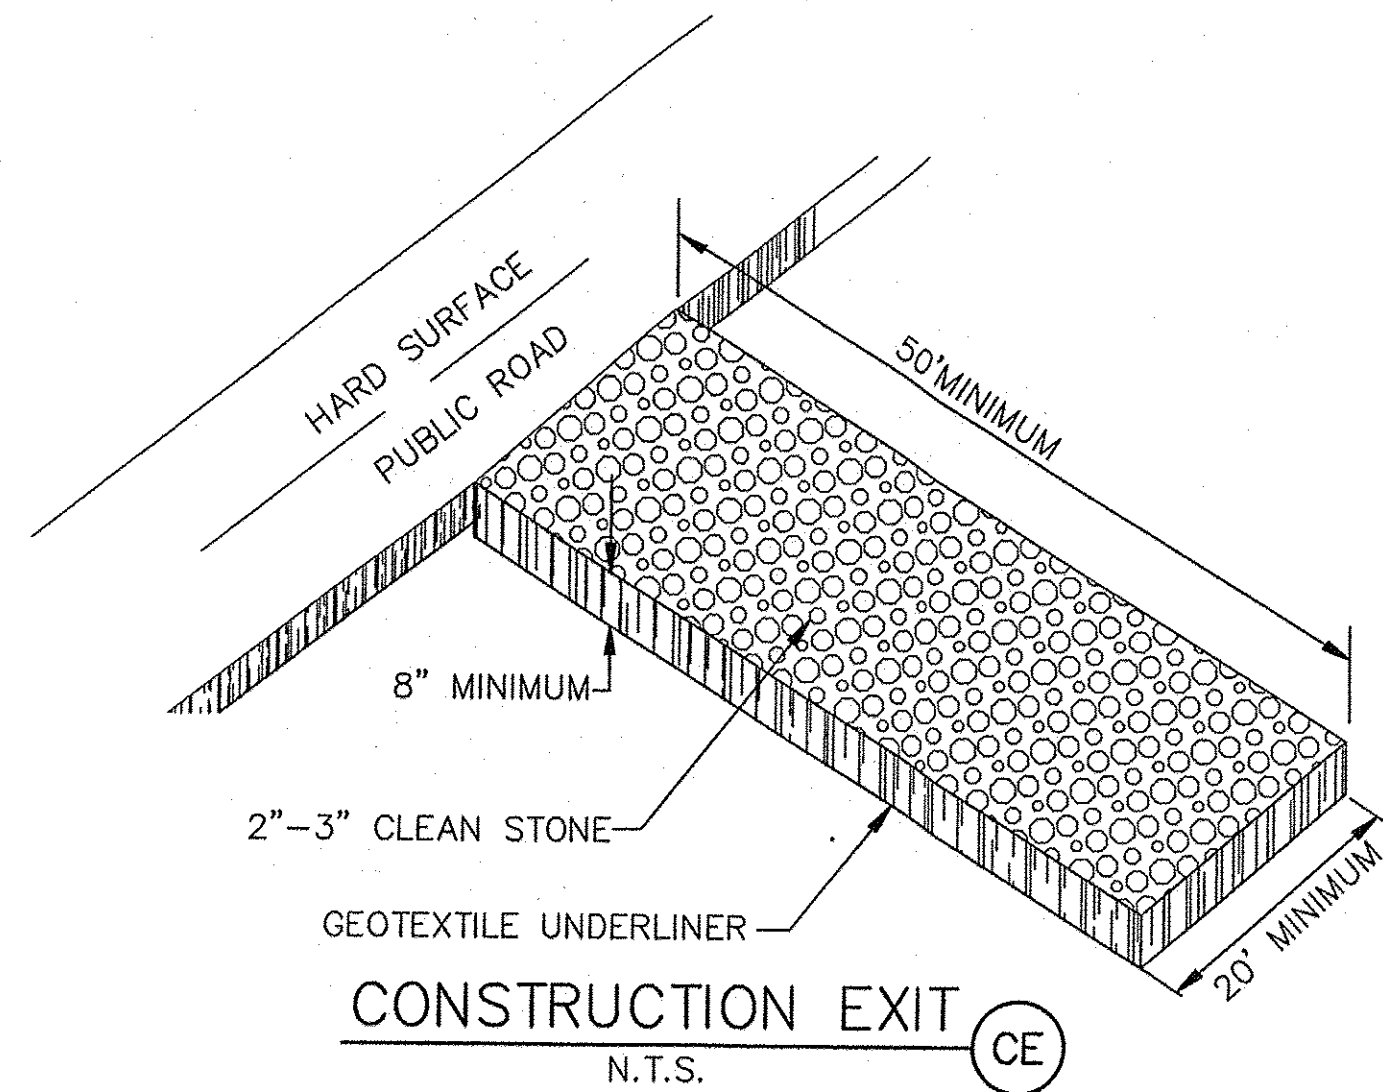 HARD SURFACE
PUBLIC ROAD
50'MINIMUM
8" MINIMUM
2"-3" CLEAN STONE
GEOTEXTILE UNDERLINER
20' MINIMUM
CONSTRUCTION EXIT
CE
N.T.S.